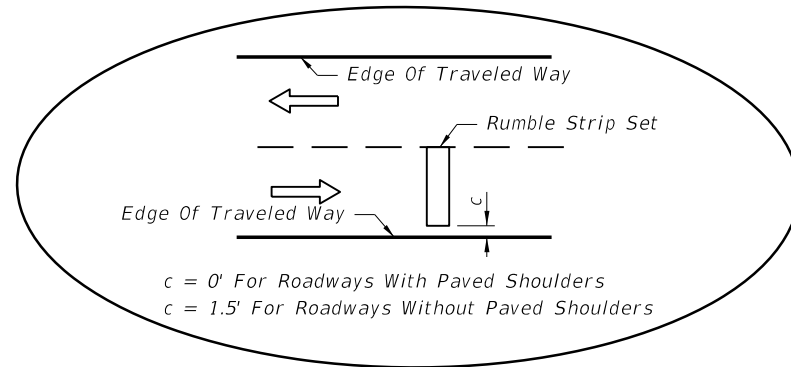 Edge Of Traveled Way
Rumble Strip Set
c
Edge Of Traveled Way
c = 0' For Roadways With Paved Shoulders
c = 1.5' For Roadways Without Paved Shoulders